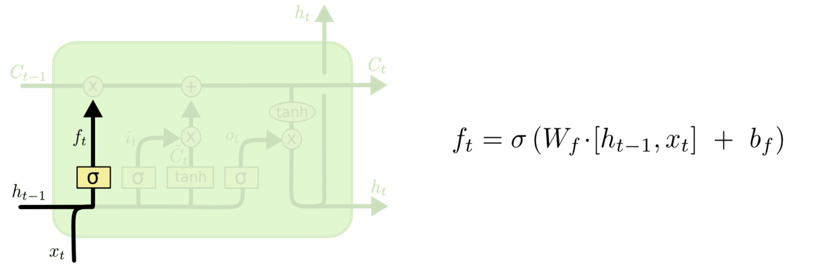 h_t
C_{t-1}
x
+
C_t
tanh
f_t
i_t
x
C̃_t
o_t
x
σ
σ
tanh
σ
h_{t-1}
h_t
x_t
f_t = σ (W_f · [h_{t-1}, x_t] + b_f)